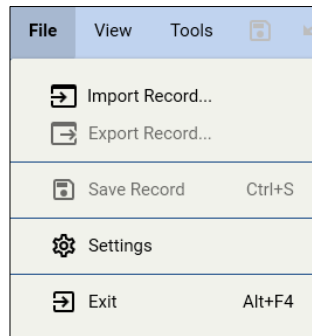 File View Tools
Import Record...
Export Record...
Save Record Ctrl+S
Settings
Exit Alt+F4